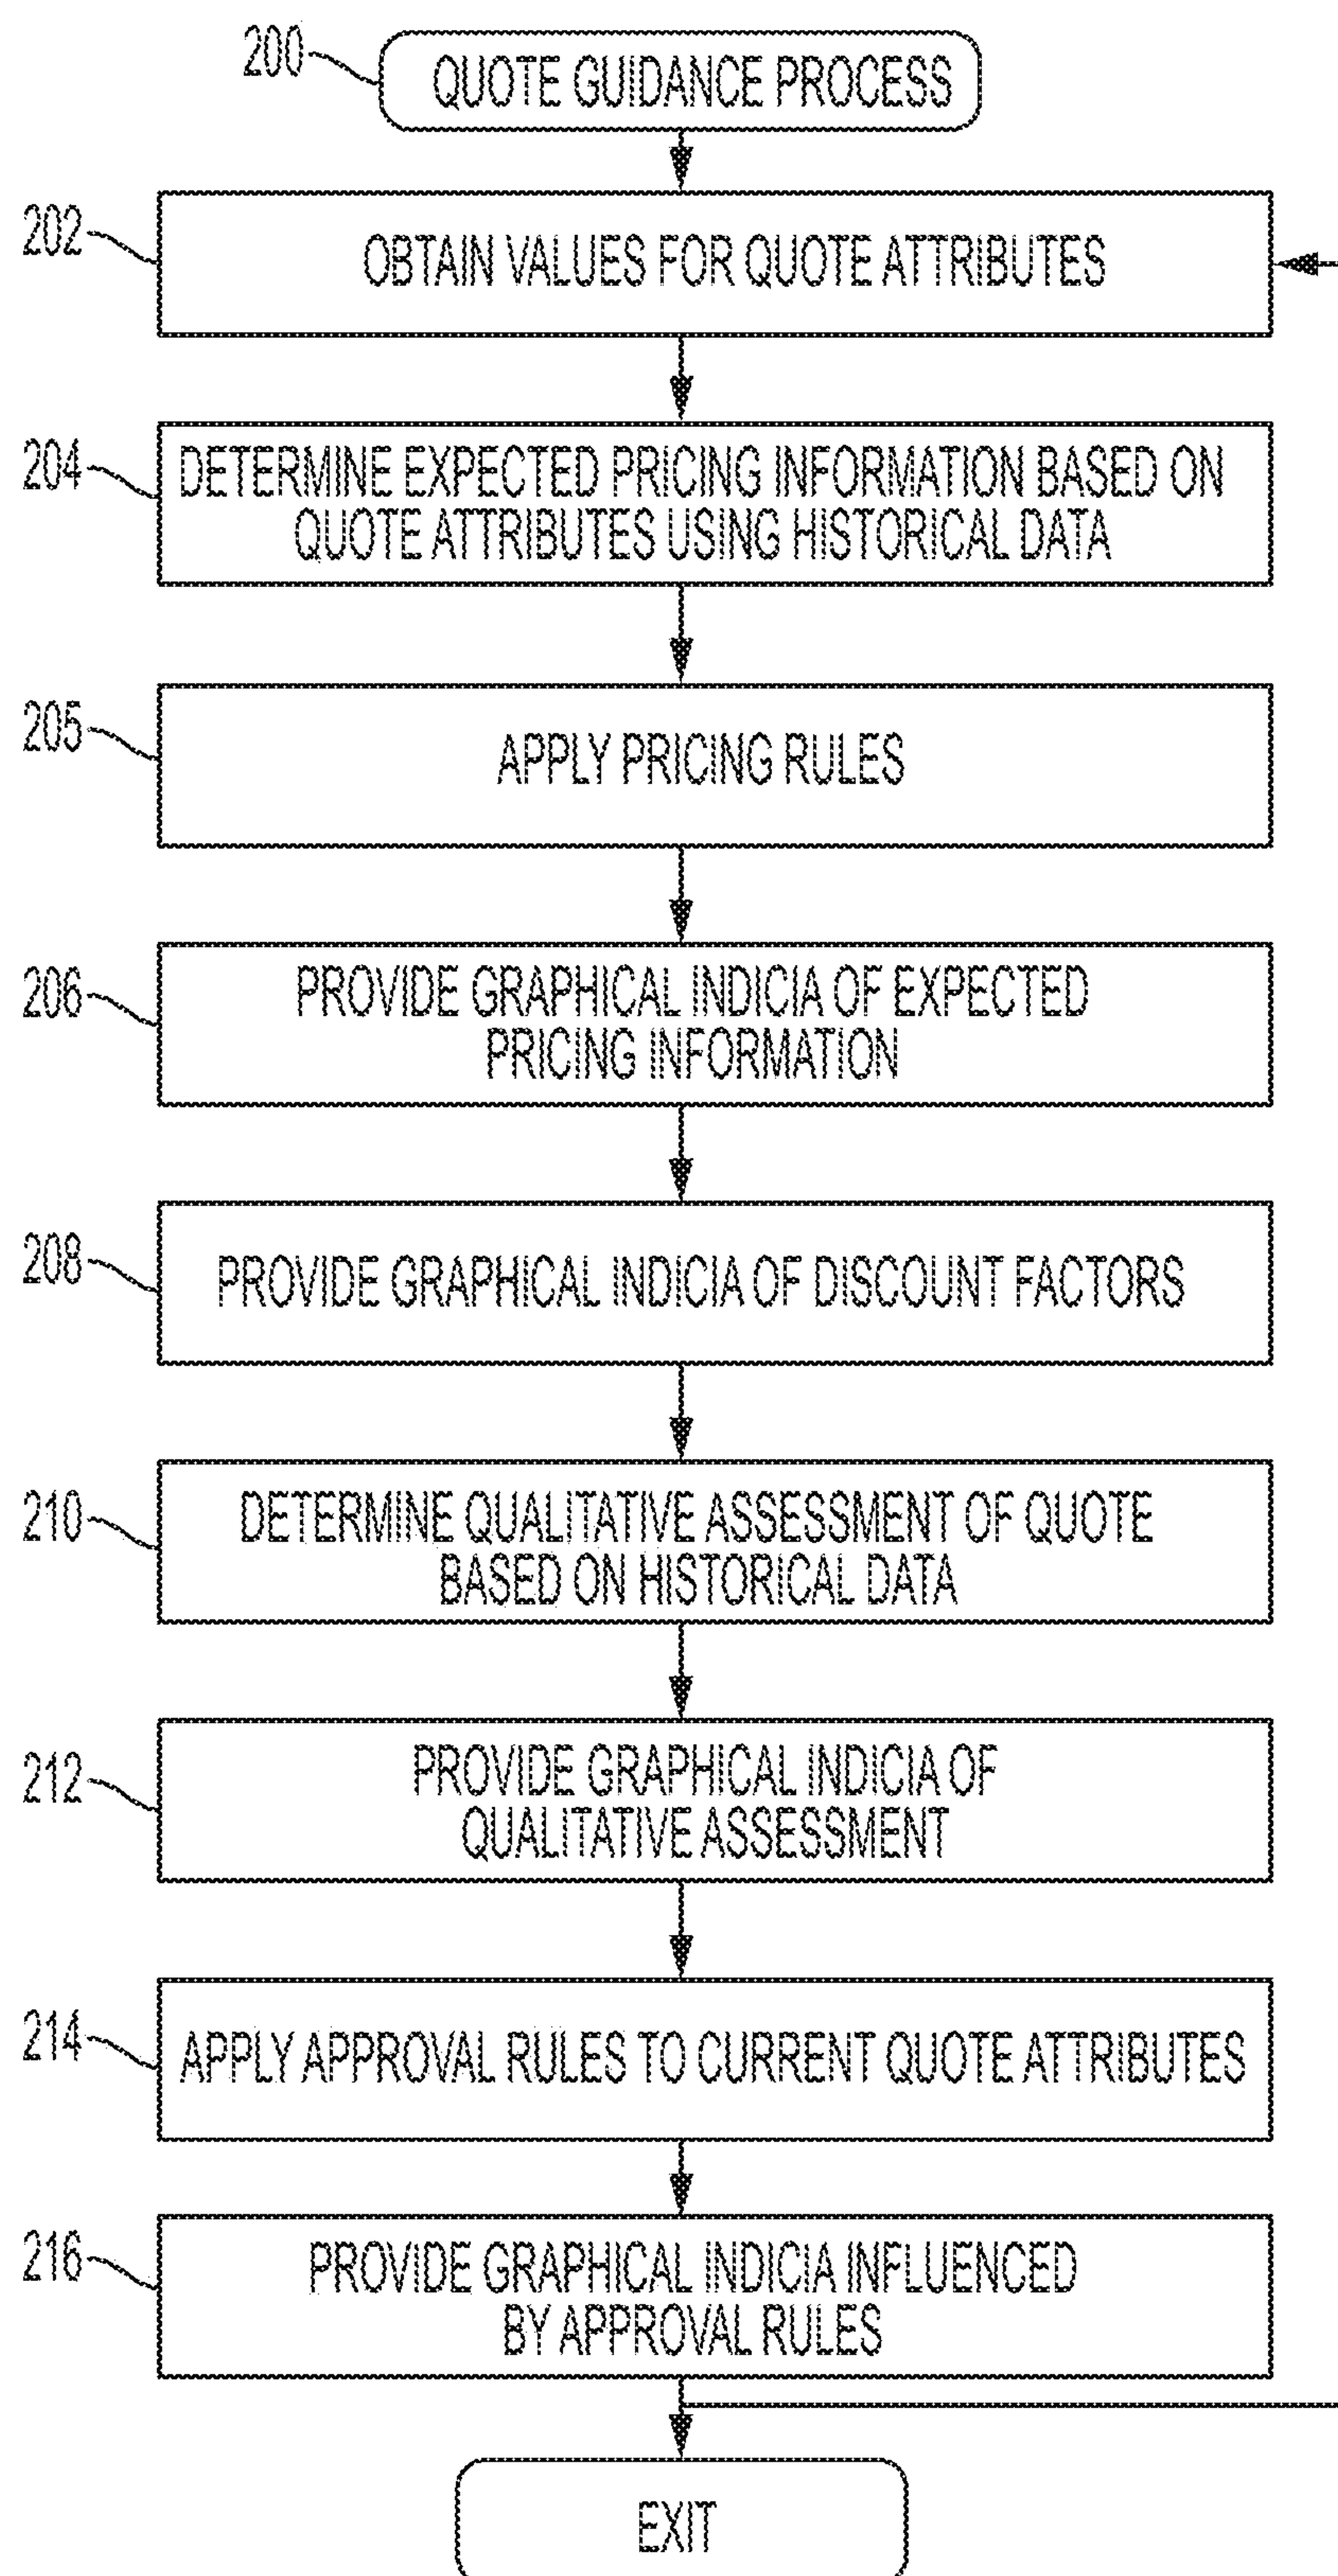 200
QUOTE GUIDANCE PROCESS
202
OBTAIN VALUES FOR QUOTE ATTRIBUTES
204
DETERMINE EXPECTED PRICING INFORMATION BASED ON
QUOTE ATTRIBUTES USING HISTORICAL DATA
205
APPLY PRICING RULES
206
PROVIDE GRAPHICAL INDICIA OF EXPECTED
PRICING INFORMATION
208
PROVIDE GRAPHICAL INDICIA OF DISCOUNT FACTORS
210
DETERMINE QUALITATIVE ASSESSMENT OF QUOTE
BASED ON HISTORICAL DATA
212
PROVIDE GRAPHICAL INDICIA OF
QUALITATIVE ASSESSMENT
214
APPLY APPROVAL RULES TO CURRENT QUOTE ATTRIBUTES
216
PROVIDE GRAPHICAL INDICIA INFLUENCED
BY APPROVAL RULES
EXIT